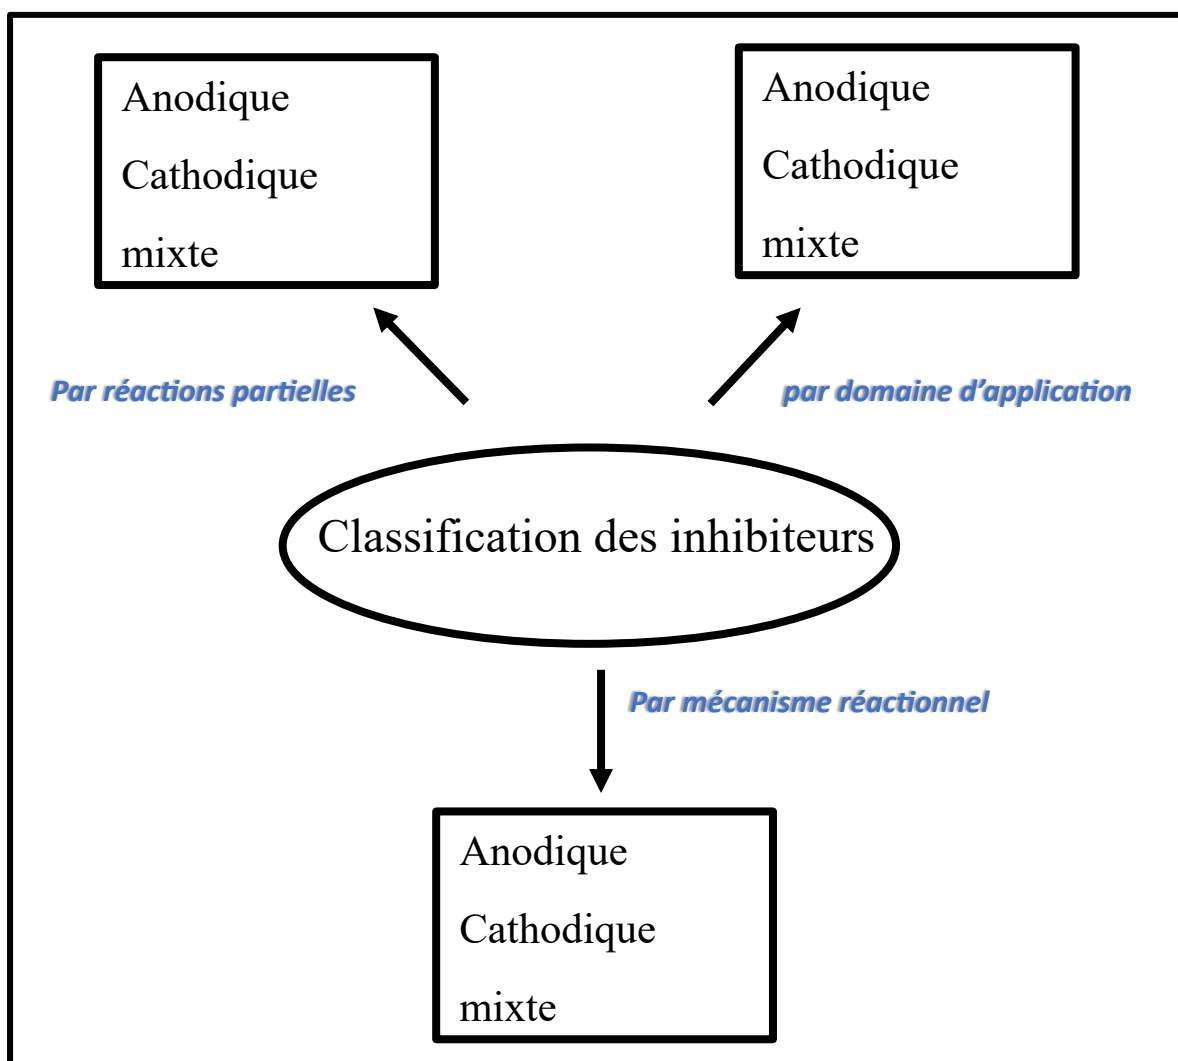 Anodique
Cathodique
mixte
Anodique
Cathodique
mixte
Par réactions partielles
par domaine d’application
Classification des inhibiteurs
Par mécanisme réactionnel
Anodique
Cathodique
mixte